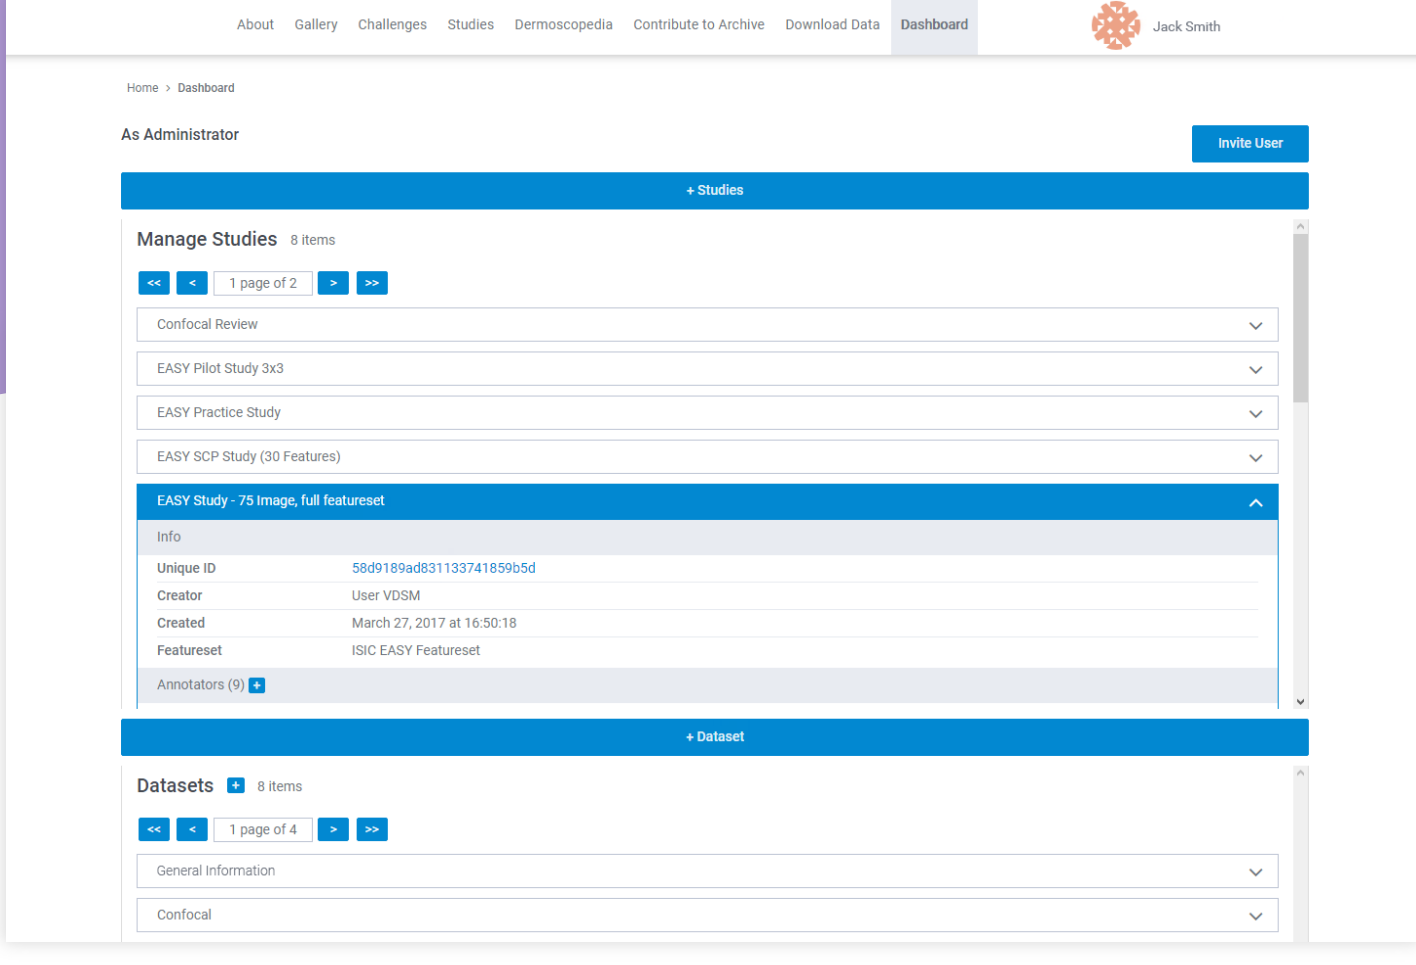 About Gallery Challenges Studies Dermoscopedia Contribute to Archive Download Data Dashboard Jack Smith
Home > Dashboard
As Administrator
Invite User
+ Studies
Manage Studies 8 items
<< < 1 page of 2 > >>
Confocal Review
EASY Pilot Study 3x3
EASY Practice Study
EASY SCP Study (30 Features)
EASY Study - 75 Image, full featureset
Info
Unique ID 58d9189ad831133741859b5d
Creator User VDSM
Created March 27, 2017 at 16:50:18
Featureset ISIC EASY Featureset
Annotators (9) +
+ Dataset
Datasets + 8 items
<< < 1 page of 4 > >>
General Information
Confocal